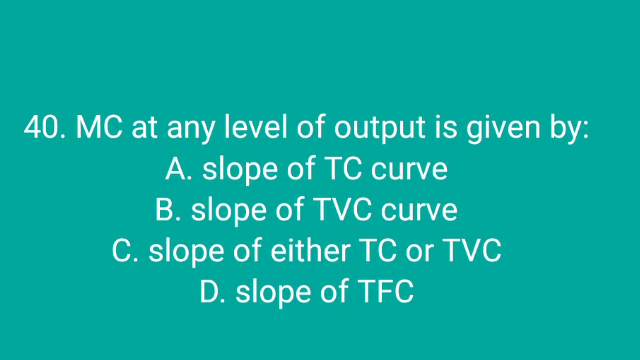 40. MC at any level of output is given by:
A. slope of TC curve
B. slope of TVC curve
C. slope of either TC or TVC
D. slope of TFC